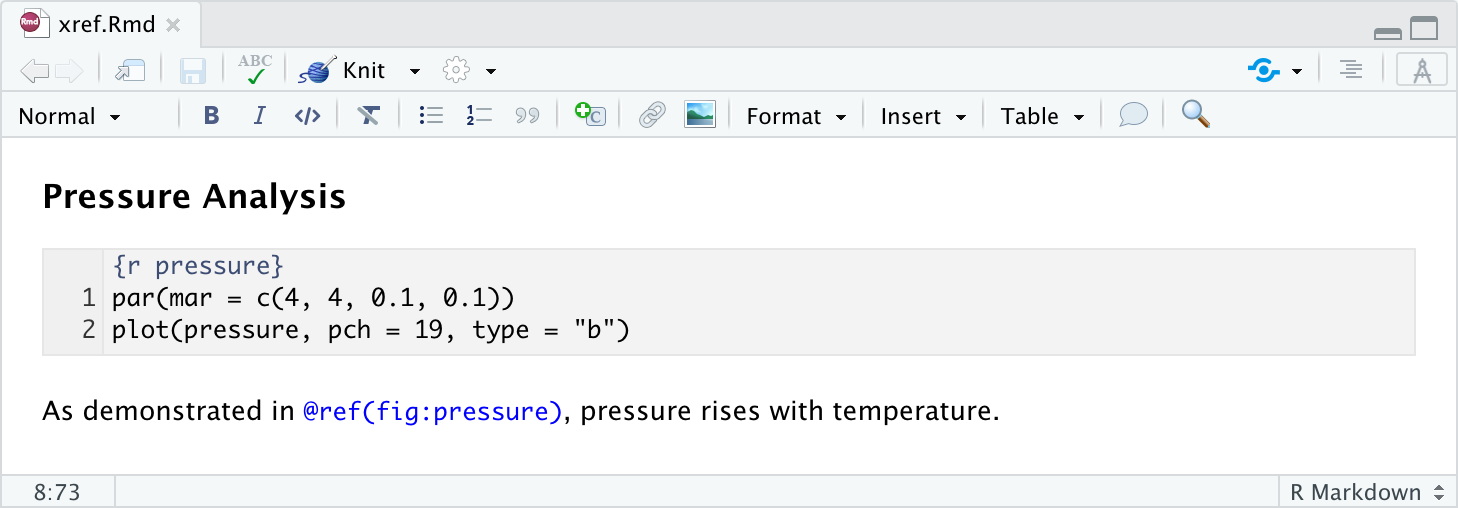 Rmd xref.Rmd
ABC Knit
Normal B I </> Format Insert Table
Pressure Analysis
{r pressure}
1 par(mar = c(4, 4, 0.1, 0.1))
2 plot(pressure, pch = 19, type = "b")
As demonstrated in @ref(fig:pressure), pressure rises with temperature.
8:73 R Markdown